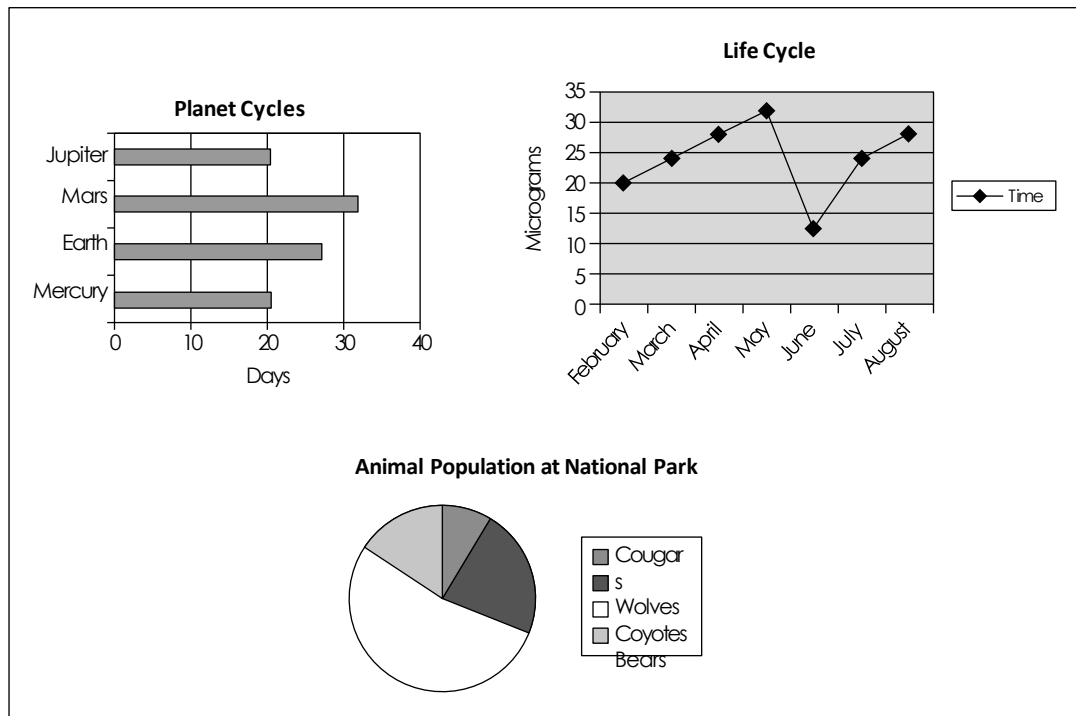 Planet Cycles
Jupiter
Mars
Earth
Mercury
0 10 20 30 40
Days
Life Cycle
35
30
25
20
15
10
5
0
Micrograms
February
March
April
May
June
July
August
Time
Animal Population at National Park
Cougar
s
Wolves
Coyotes
Bears